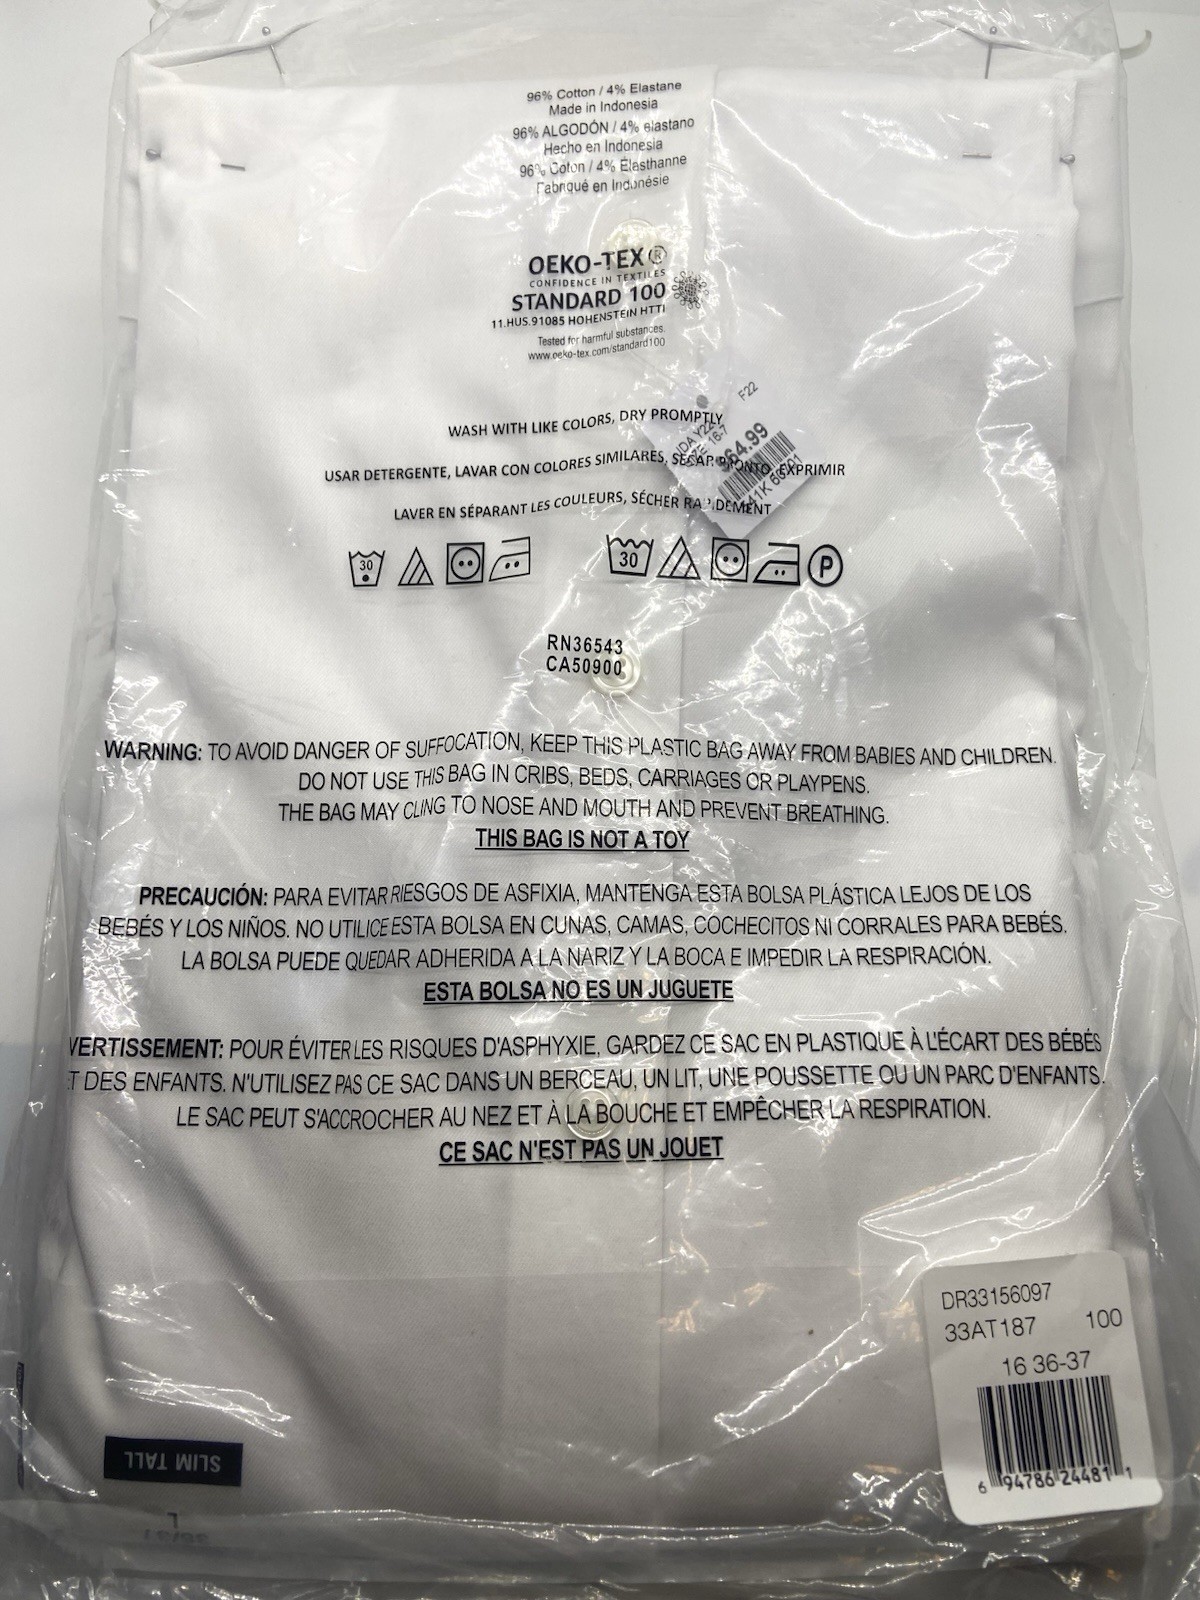 96% Cotton / 4% Elastane
Made in Indonesia
96% ALGODÓN / 4% elastano
Hecho en Indonesia
96% Coton / 4% Élasthanne
Fabriqué en Indonésie
OEKO-TEX®
CONFIDENCE IN TEXTILES
STANDARD 100
11.HUS.91085 HOHENSTEIN HTTI
Tested for harmful substances.
www.oeko-tex.com/standard100
F22
$64.99
WASH WITH LIKE COLORS, DRY PROMPTLY
USAR DETERGENTE, LAVAR CON COLORES SIMILARES, SECAR PRONTO, EXPRIMIR
LAVER EN SÉPARANT LES COULEURS, SÉCHER RAPIDEMENT
30 30 P
RN36543
CA50900
WARNING: TO AVOID DANGER OF SUFFOCATION, KEEP THIS PLASTIC BAG AWAY FROM BABIES AND CHILDREN.
DO NOT USE THIS BAG IN CRIBS, BEDS, CARRIAGES OR PLAYPENS.
THE BAG MAY CLING TO NOSE AND MOUTH AND PREVENT BREATHING.
THIS BAG IS NOT A TOY
PRECAUCIÓN: PARA EVITAR RIESGOS DE ASFIXIA, MANTENGA ESTA BOLSA PLÁSTICA LEJOS DE LOS
BEBÉS Y LOS NIÑOS. NO UTILICE ESTA BOLSA EN CUNAS, CAMAS, COCHECITOS NI CORRALES PARA BEBÉS.
LA BOLSA PUEDE QUEDAR ADHERIDA A LA NARIZ Y LA BOCA E IMPEDIR LA RESPIRACIÓN.
ESTA BOLSA NO ES UN JUGUETE
VERTISSEMENT: POUR ÉVITER LES RISQUES D'ASPHYXIE, GARDEZ CE SAC EN PLASTIQUE À L'ÉCART DES BÉBÉS
ET DES ENFANTS. N'UTILISEZ PAS CE SAC DANS UN BERCEAU, UN LIT, UNE POUSSETTE OU UN PARC D'ENFANTS.
LE SAC PEUT S'ACCROCHER AU NEZ ET À LA BOUCHE ET EMPÊCHER LA RESPIRATION.
CE SAC N'EST PAS UN JOUET
DR33156097
33AT187 100
16 36-37
6 94786 24481 1
SLIM TALL